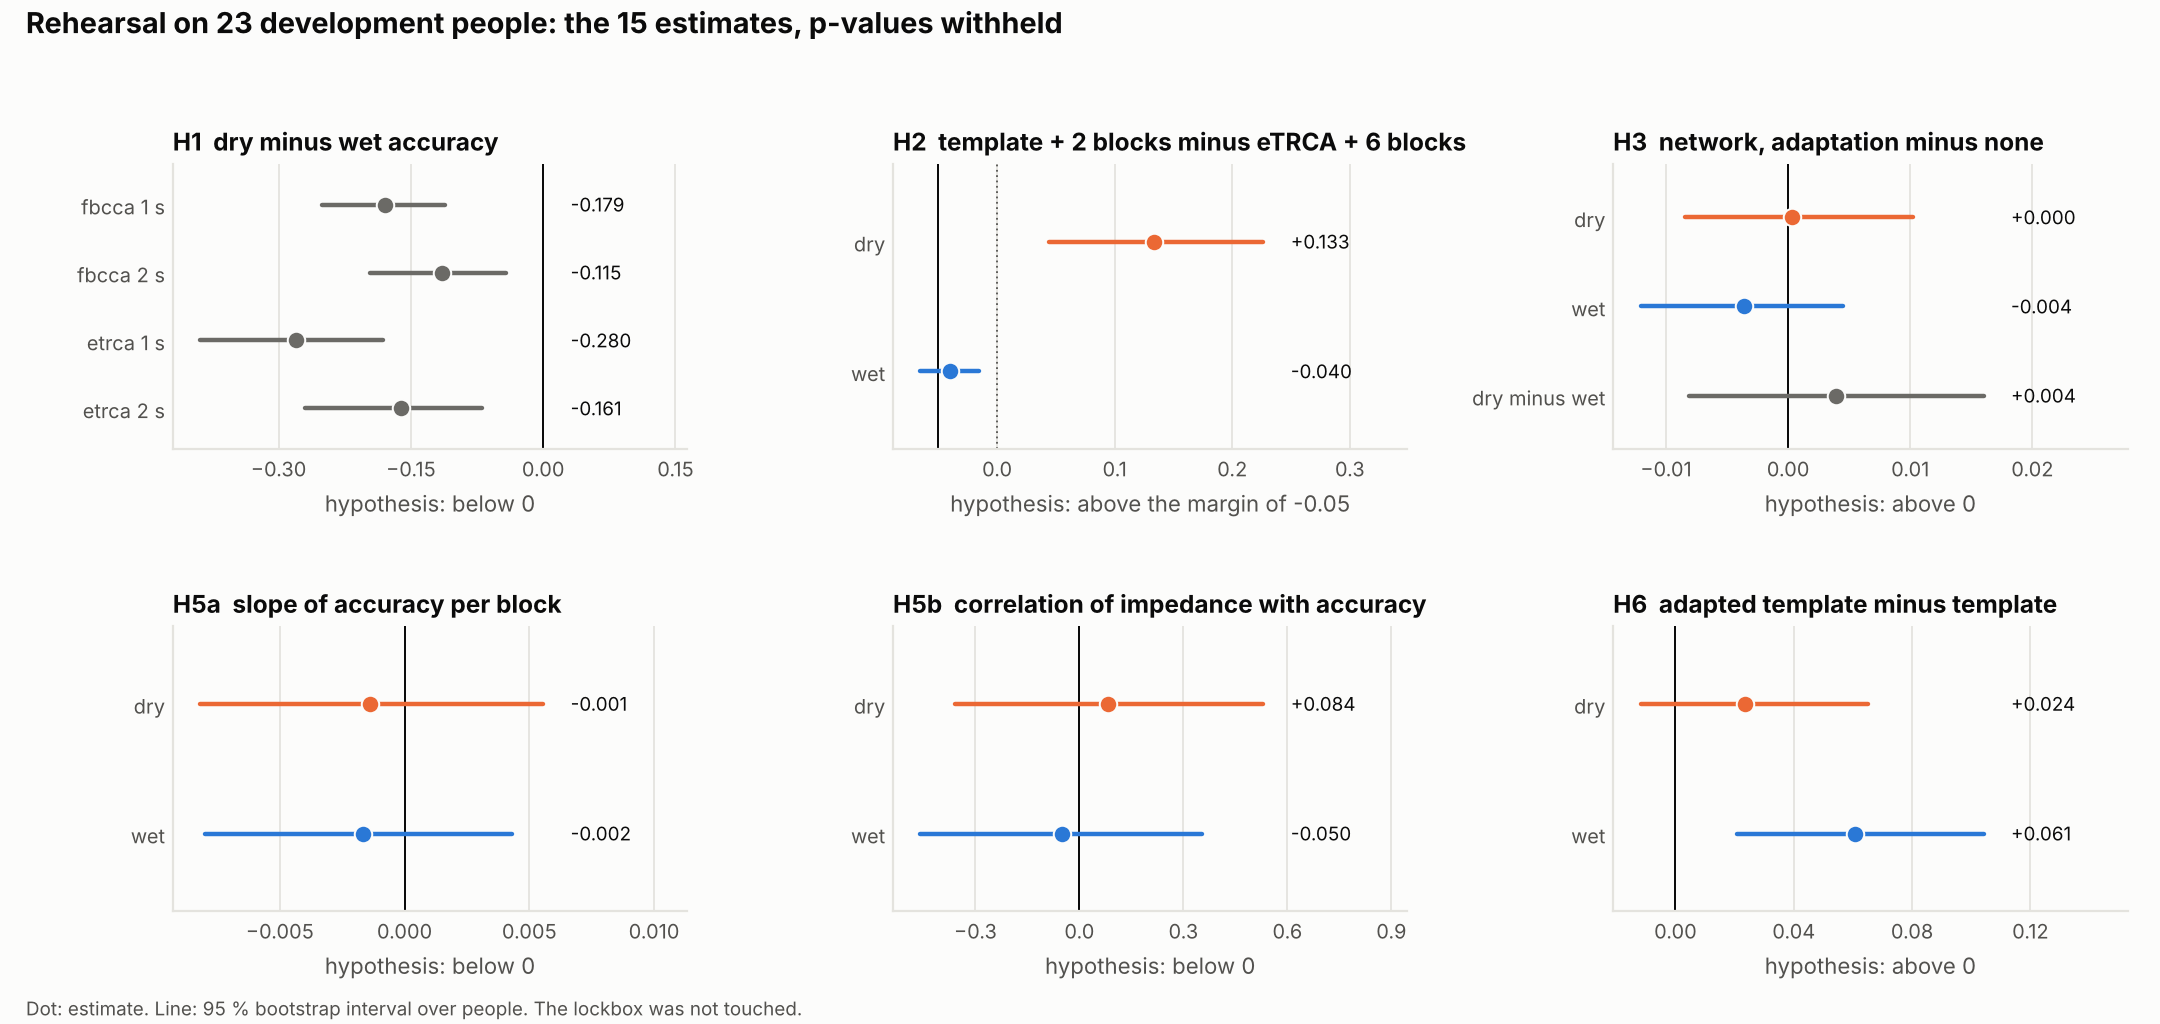 Rehearsal on 23 development people: the 15 estimates, p-values withheld
H1 dry minus wet accuracy
fbcca 1 s
-0.179
fbcca 2 s
-0.115
etrca 1 s
-0.280
etrca 2 s
-0.161
−0.30 −0.15 0.00 0.15
hypothesis: below 0
H2 template + 2 blocks minus eTRCA + 6 blocks
dry
+0.133
wet
-0.040
0.0 0.1 0.2 0.3
hypothesis: above the margin of -0.05
H3 network, adaptation minus none
dry
+0.000
wet
-0.004
dry minus wet
+0.004
−0.01 0.00 0.01 0.02
hypothesis: above 0
H5a slope of accuracy per block
dry
-0.001
wet
-0.002
−0.005 0.000 0.005 0.010
hypothesis: below 0
H5b correlation of impedance with accuracy
dry
+0.084
wet
-0.050
−0.3 0.0 0.3 0.6 0.9
hypothesis: below 0
H6 adapted template minus template
dry
+0.024
wet
+0.061
0.00 0.04 0.08 0.12
hypothesis: above 0
Dot: estimate. Line: 95 % bootstrap interval over people. The lockbox was not touched.